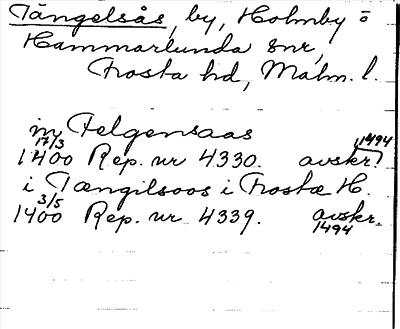 Tängelsås, by, Holmby o
Hammarlunda snr,
Frosta hd, Malm. l.
in Felgensaas
17/3 1494
1400 Rep. nr 4330. avskr.
i Tængilsoos i Frostæ H.
3/5
1400 Rep. nr 4339. avskr.
1494